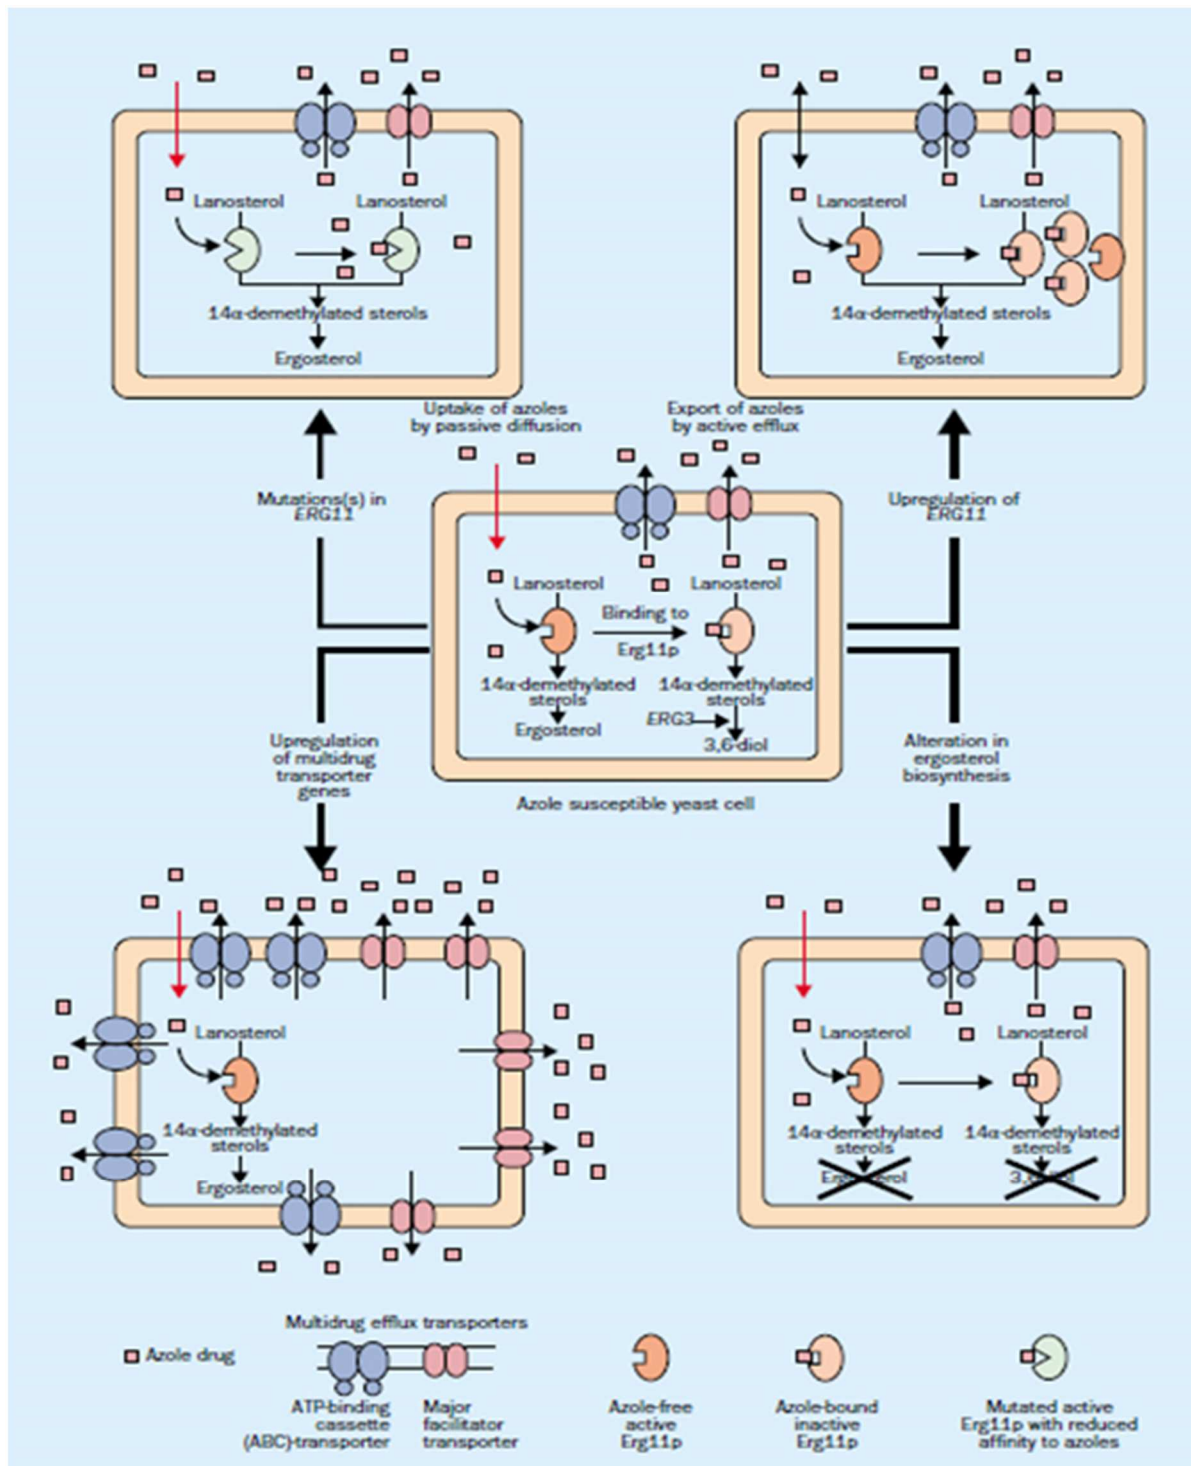 Lanosterol
Lanosterol
14α-demethylated sterols
Ergosterol
Lanosterol
Lanosterol
14α-demethylated sterols
Ergosterol
Uptake of azoles
by passive diffusion
Export of azoles
by active efflux
Mutations(s) in
ERG11
Upregulation of
ERG11
Lanosterol
Lanosterol
Binding to
Erg11p
14α-demethylated
sterols
14α-demethylated
sterols
ERG3
Ergosterol
3,6-diol
Azole susceptible yeast cell
Upregulation
of multidrug
transporter
genes
Alteration in
ergosterol
biosynthesis
Lanosterol
14α-demethylated
sterols
Ergosterol
Lanosterol
Lanosterol
14α-demethylated
sterols
14α-demethylated
sterols
Ergosterol
3,6-diol
Multidrug efflux transporters
Azole drug
ATP-binding
cassette
(ABC)-transporter
Major
facilitator
transporter
Azole-free
active
Erg11p
Azole-bound
inactive
Erg11p
Mutated active
Erg11p with reduced
affinity to azoles